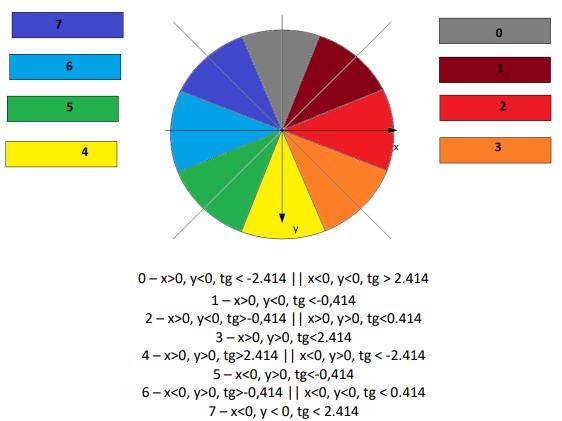 7
0
6
1
5
2
4
3
x
y
0 – x>0, y<0, tg < -2.414 || x<0, y<0, tg > 2.414
1 – x>0, y<0, tg <-0,414
2 – x>0, y<0, tg>-0,414 || x>0, y>0, tg<0.414
3 – x>0, y>0, tg<2.414
4 – x>0, y>0, tg>2.414 || x<0, y>0, tg < -2.414
5 – x<0, y>0, tg<-0,414
6 – x<0, y>0, tg>-0,414 || x<0, y<0, tg < 0.414
7 – x<0, y < 0, tg < 2.414